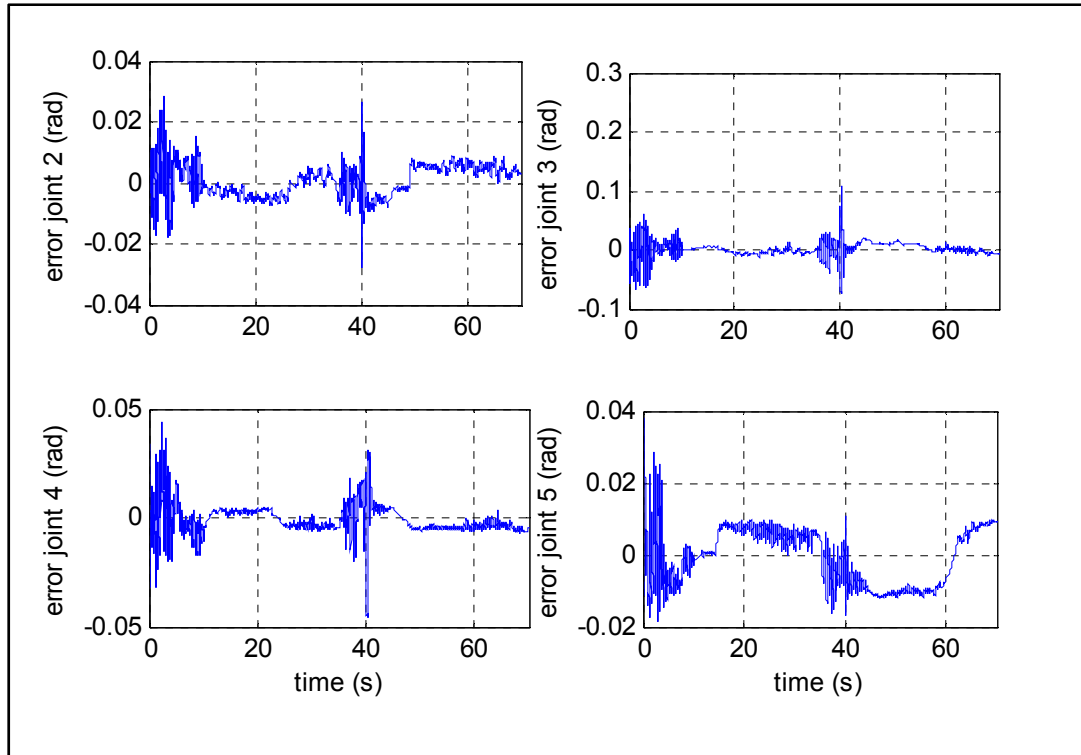 error joint 2 (rad)
0.04
0.02
0
-0.02
-0.04
0 20 40 60
error joint 3 (rad)
0.3
0.2
0.1
0
-0.1
0 20 40 60
error joint 4 (rad)
0.05
0
-0.05
0 20 40 60
time (s)
error joint 5 (rad)
0.04
0.02
0
-0.02
0 20 40 60
time (s)